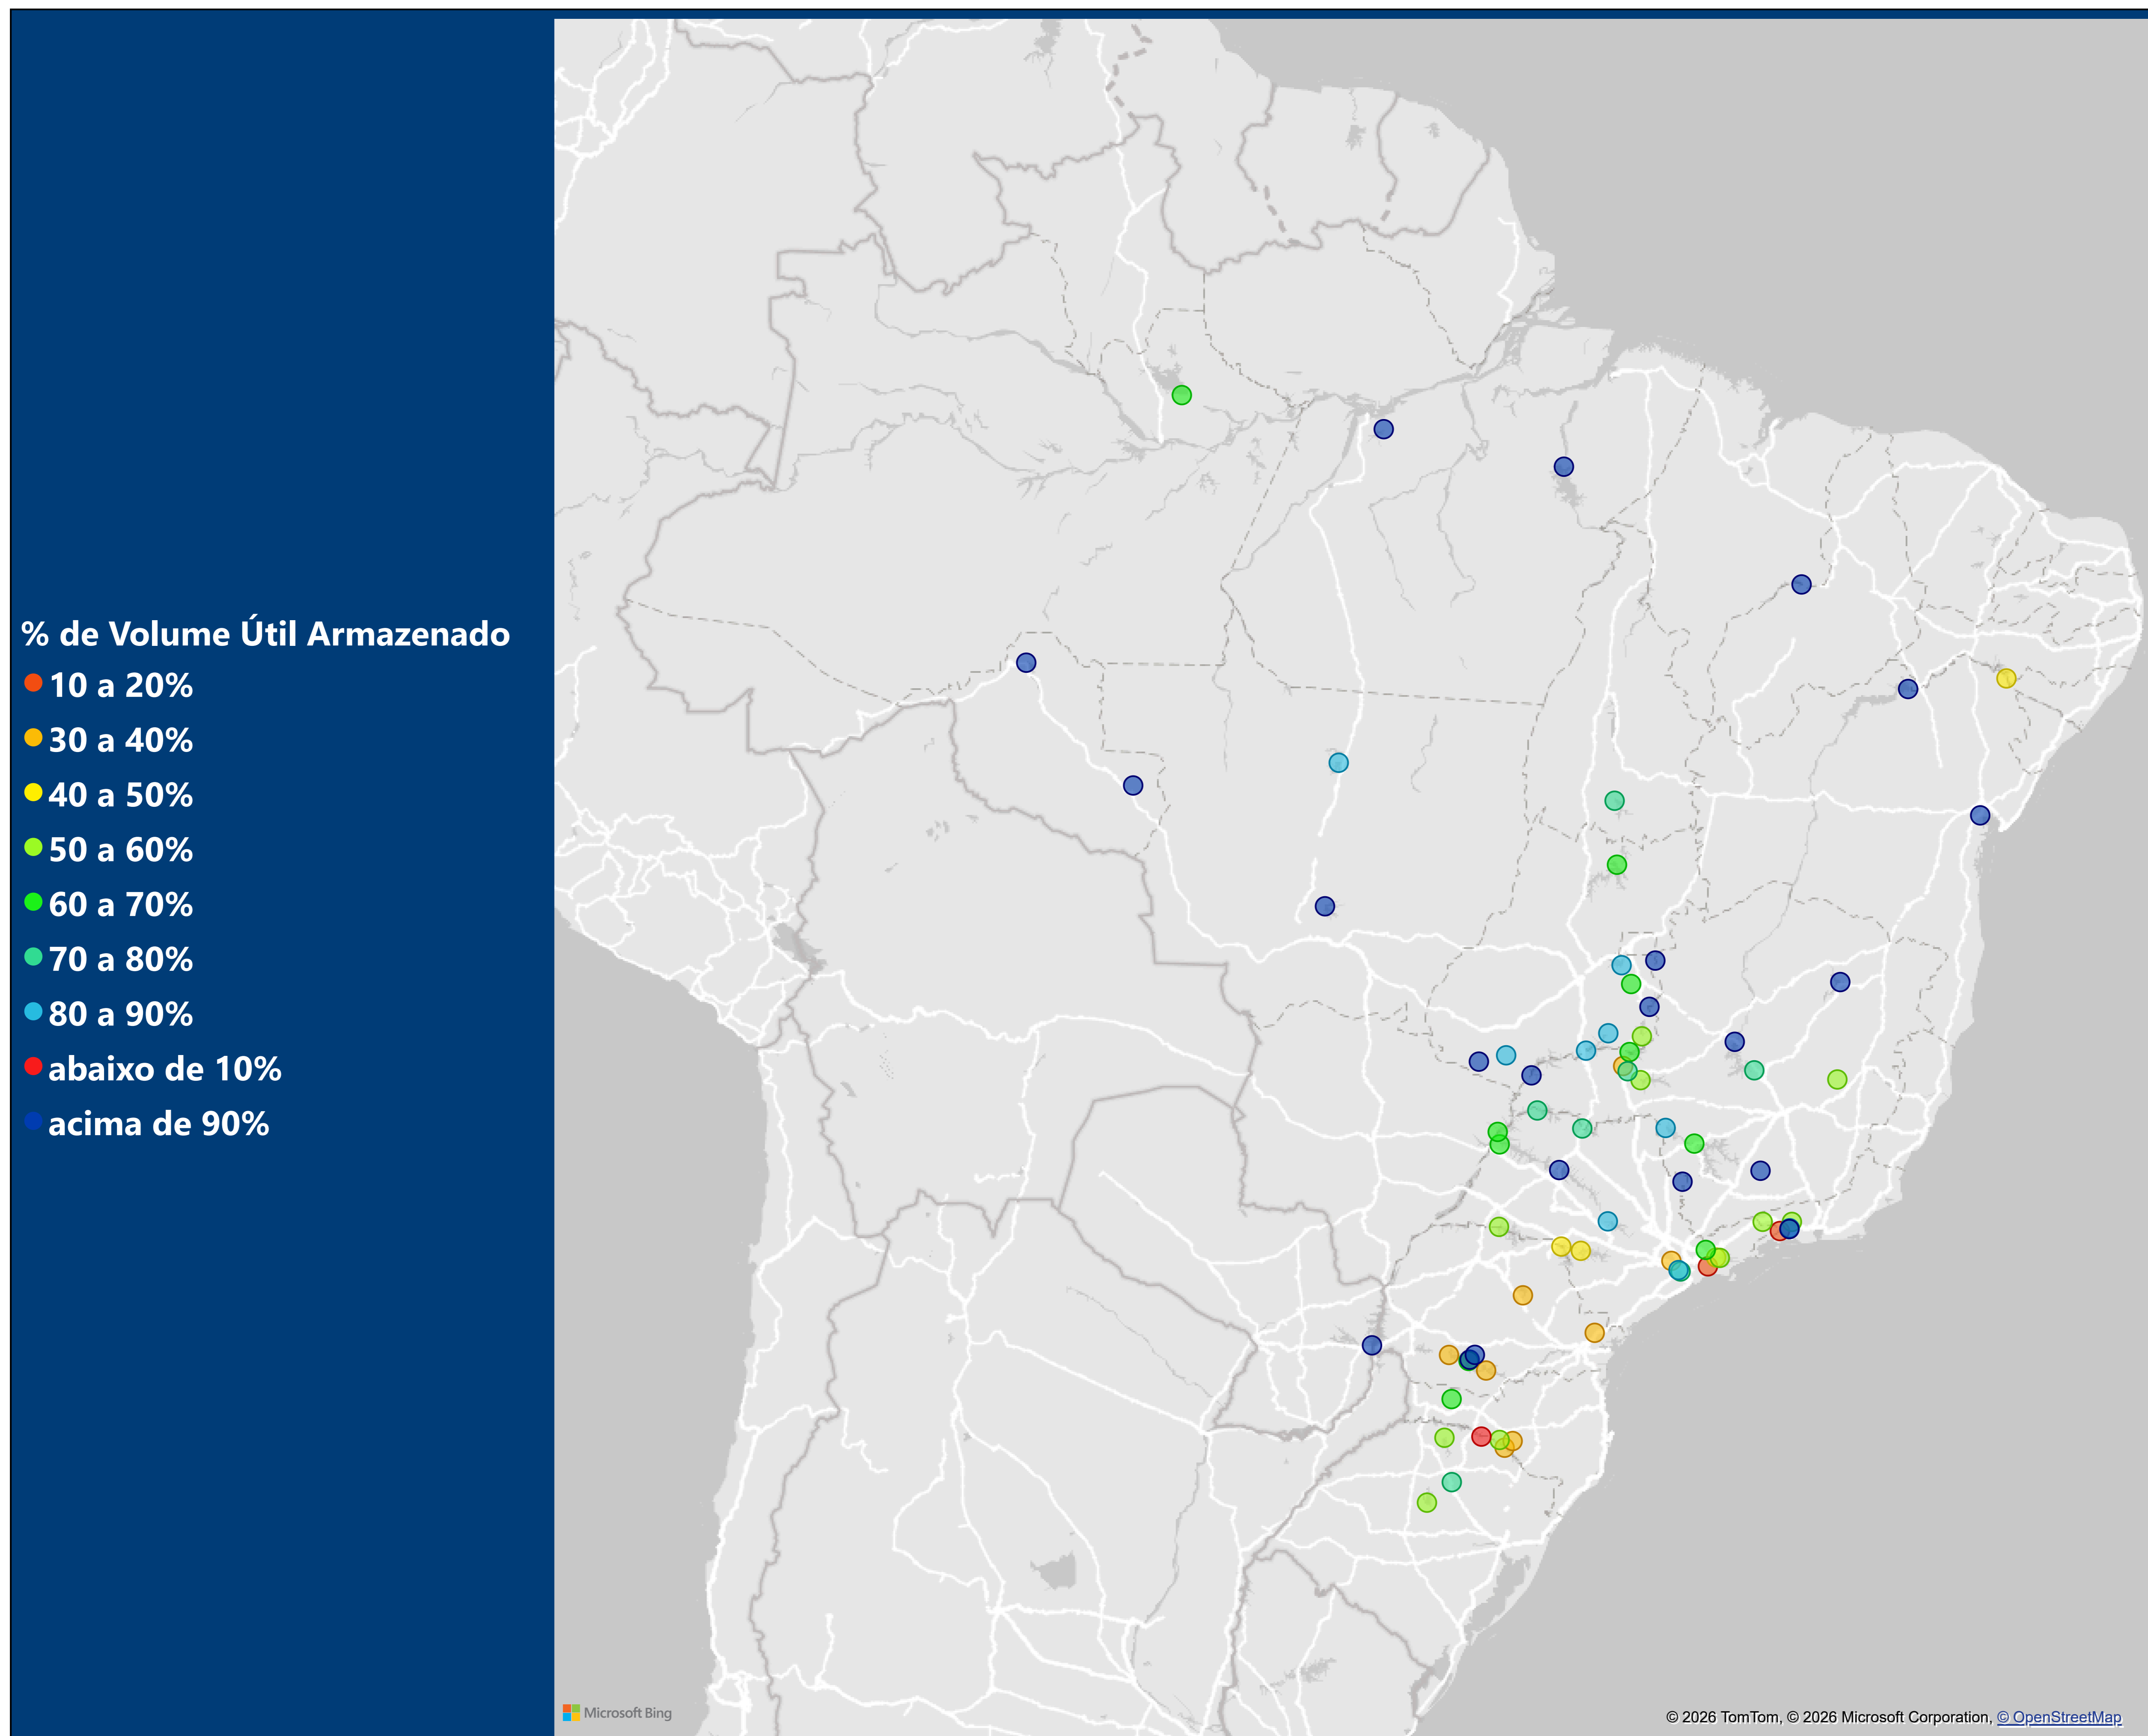 % de Volume Útil Armazenado
10 a 20%
30 a 40%
40 a 50%
50 a 60%
60 a 70%
70 a 80%
80 a 90%
abaixo de 10%
acima de 90%
Microsoft Bing
© 2026 TomTom, © 2026 Microsoft Corporation, © OpenStreetMap